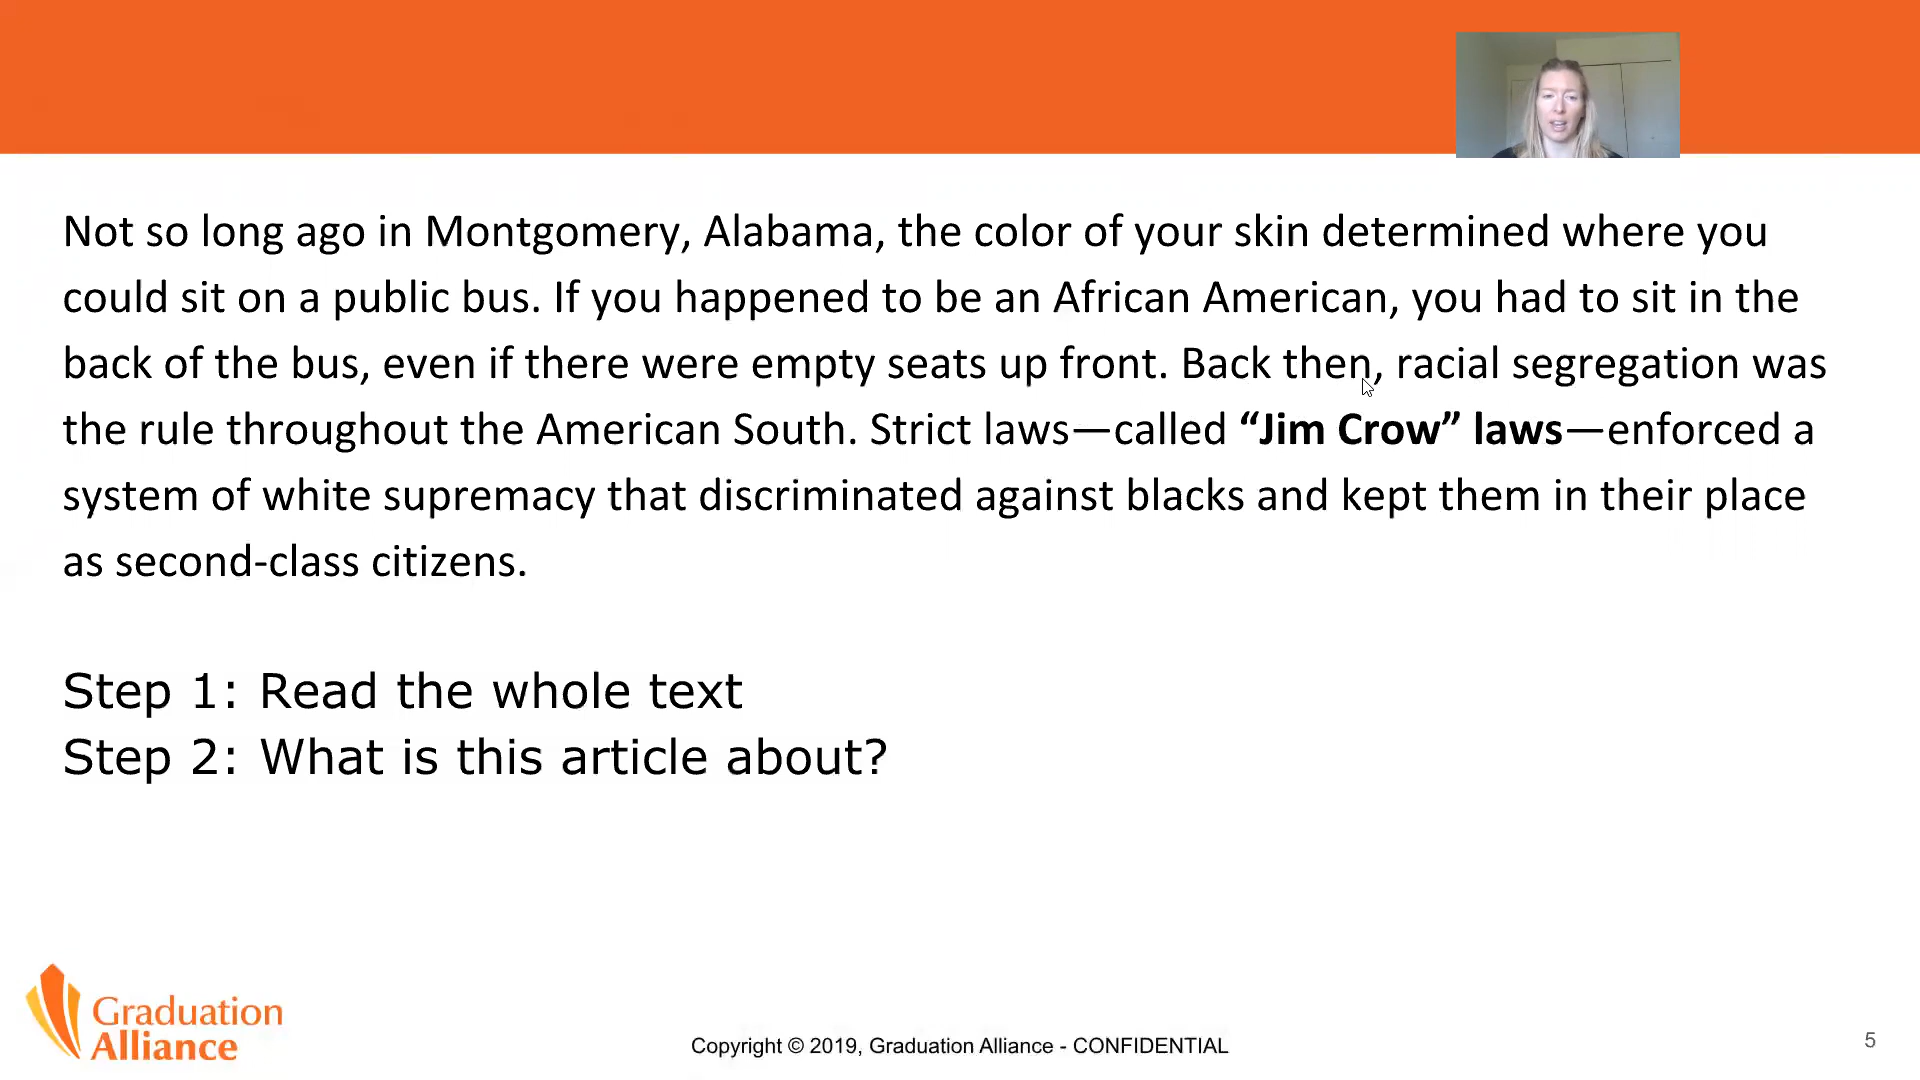 Not so long ago in Montgomery, Alabama, the color of your skin determined where you
could sit on a public bus. If you happened to be an African American, you had to sit in the
back of the bus, even if there were empty seats up front. Back then, racial segregation was
the rule throughout the American South. Strict laws—called “Jim Crow” laws—enforced a
system of white supremacy that discriminated against blacks and kept them in their place
as second-class citizens.
Step 1: Read the whole text
Step 2: What is this article about?
Graduation
Alliance
Copyright © 2019, Graduation Alliance - CONFIDENTIAL
5